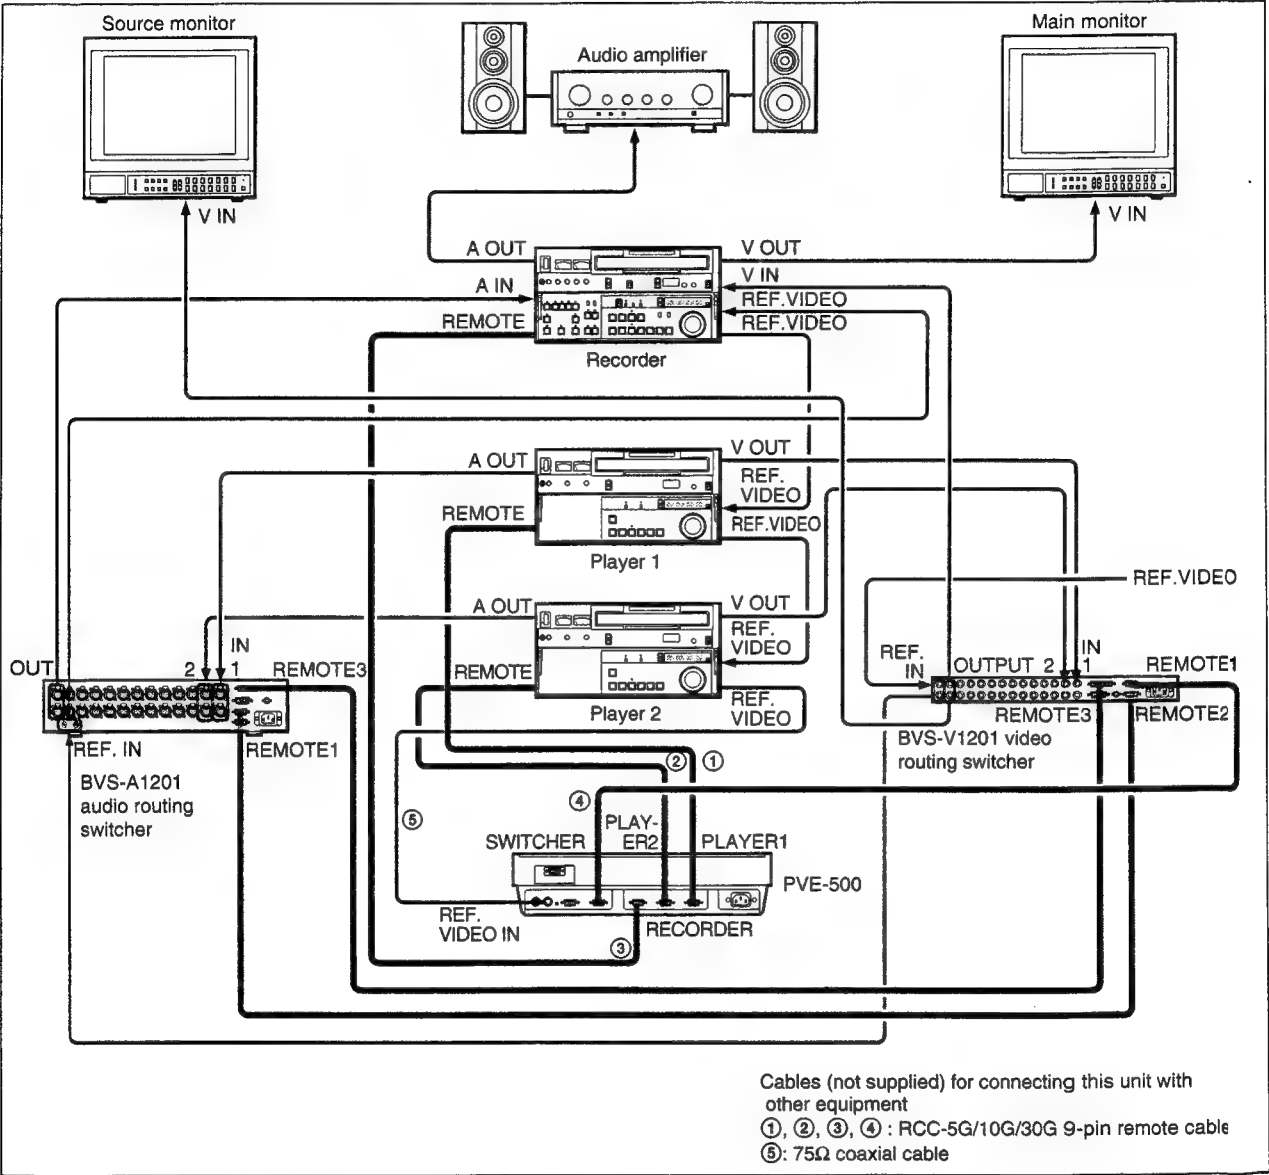 Source monitor
Main monitor
Audio amplifier
V IN
V IN
A OUT
V OUT
V IN
A IN
REF.VIDEO
REMOTE
REF.VIDEO
Recorder
A OUT
V OUT
REF.
VIDEO
REMOTE
REF.VIDEO
Player 1
REF.VIDEO
A OUT
V OUT
REF.
VIDEO
IN
OUT
2
1
REMOTE3
REMOTE
REF.
VIDEO
Player 2
REF.
IN
OUTPUT
2
1
IN
REMOTE1
REMOTE3
REMOTE2
REF. IN
REMOTE1
BVS-A1201
audio routing
switcher
BVS-V1201 video
routing switcher
②
①
④
⑤
SWITCHER
PLAY-
ER2
PLAYER1
PVE-500
REF.
VIDEO IN
RECORDER
③
Cables (not supplied) for connecting this unit with
other equipment
①, ②, ③, ④ : RCC-5G/10G/30G 9-pin remote cable
⑤: 75Ω coaxial cable